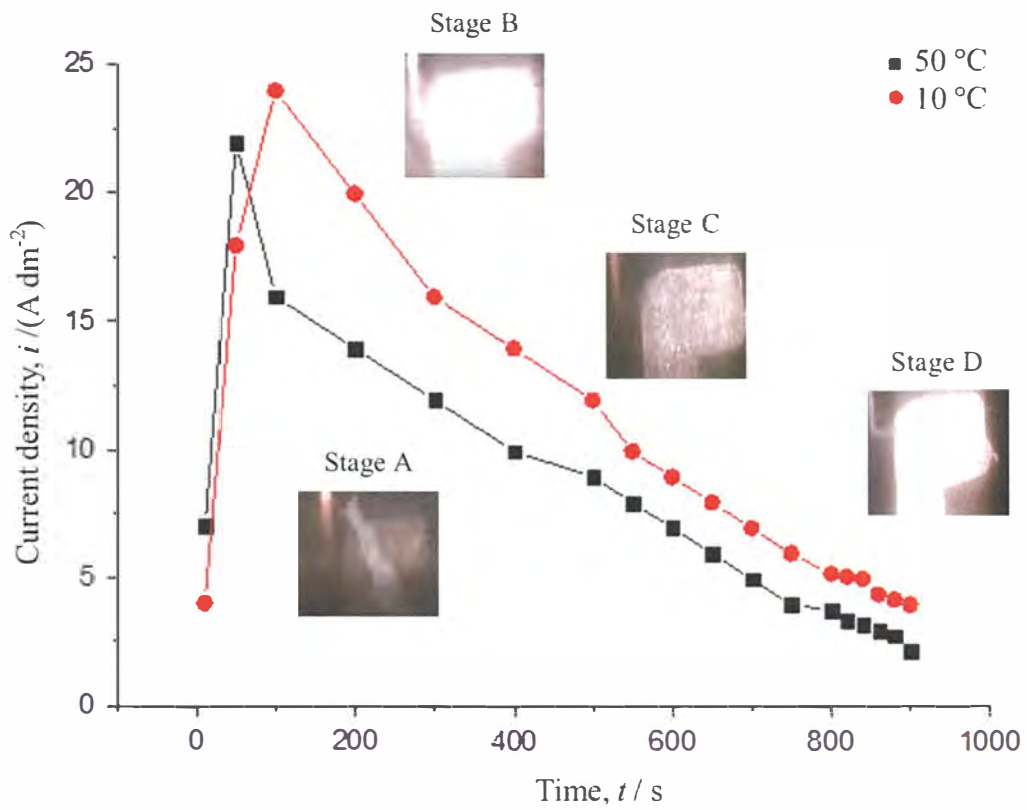 Stage B
50 °C
10 °C
Stage C
Stage D
Stage A
Current density, i /(A dm⁻²)
25
20
15
10
5
0
0
200
400
600
800
1000
Time, t / s